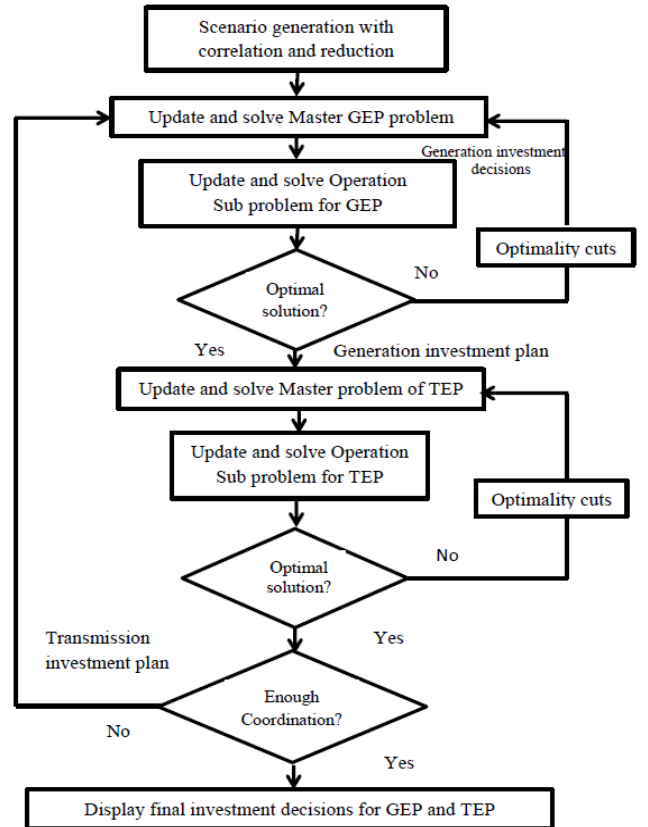 Scenario generation with
correlation and reduction
Update and solve Master GEP problem
Generation investment
decisions
Update and solve Operation
Sub problem for GEP
Optimality cuts
No
Optimal
solution?
Yes
Generation investment plan
Update and solve Master problem of TEP
Update and solve Operation
Sub problem for TEP
Optimality cuts
No
Optimal
solution?
Transmission
investment plan
Yes
Enough
Coordination?
No
Yes
Display final investment decisions for GEP and TEP